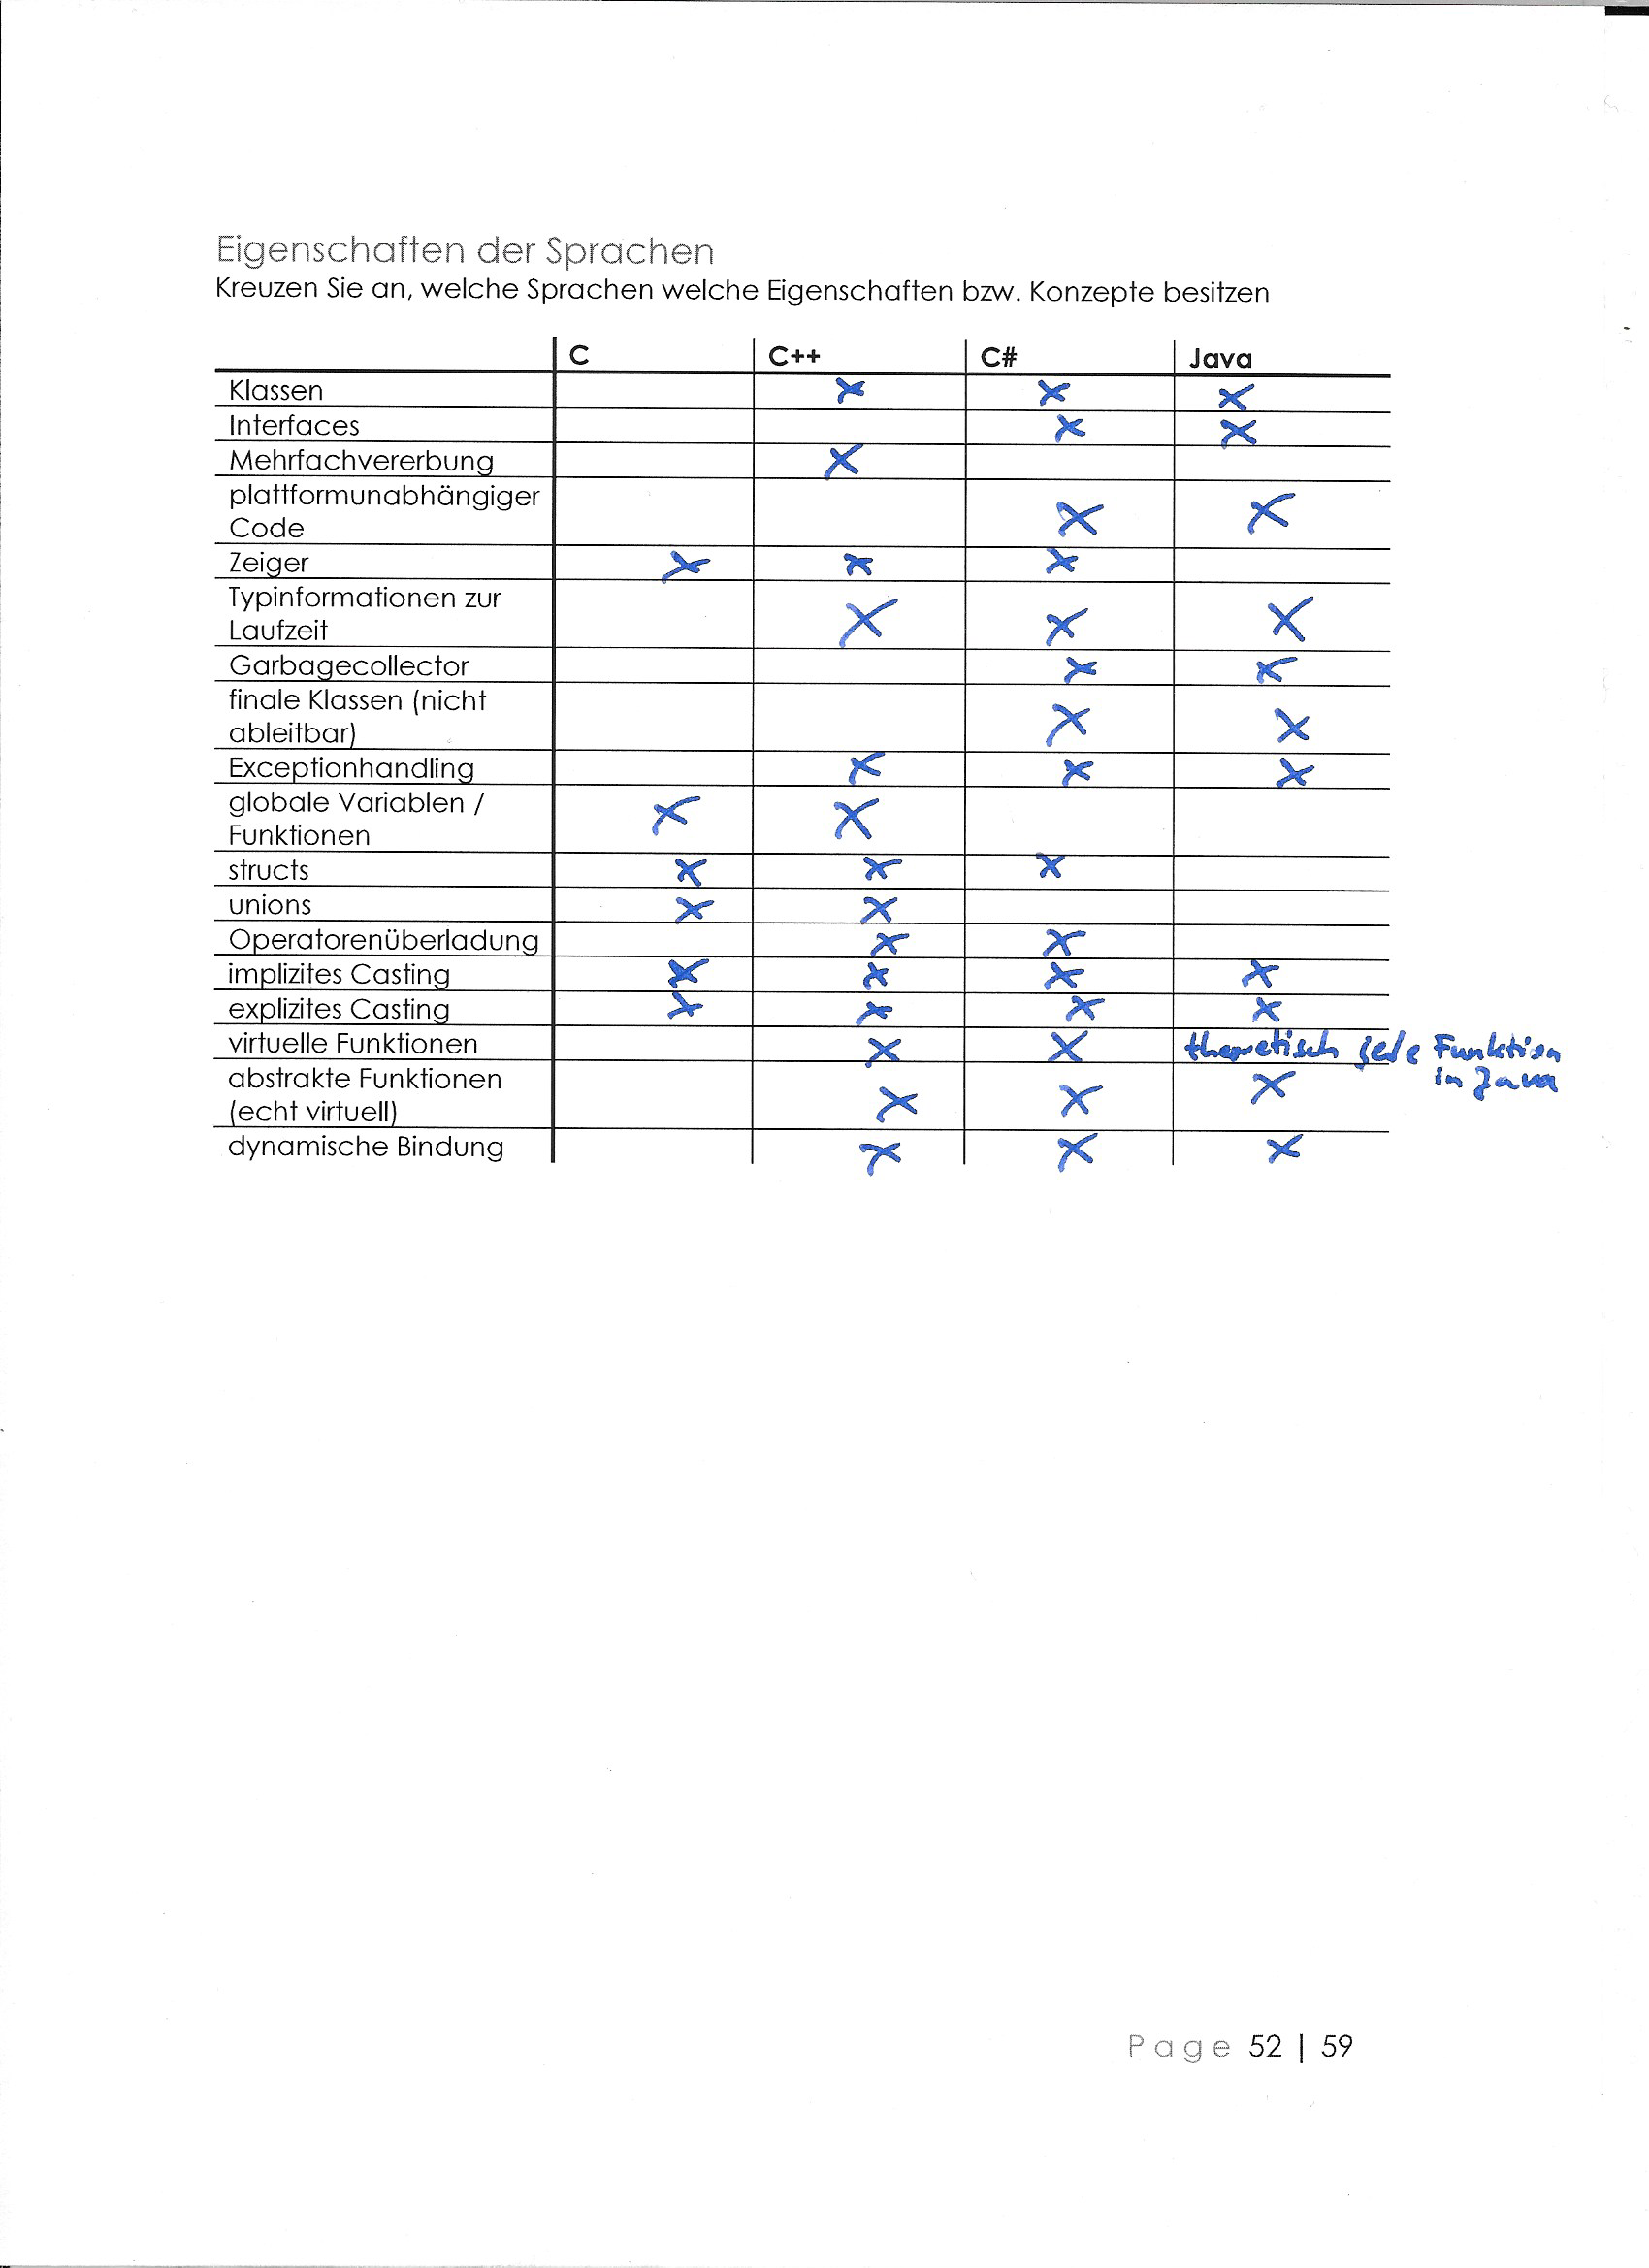 Eigenschaften der Sprachen
Kreuzen Sie an, welche Sprachen welche Eigenschaften bzw. Konzepte besitzen
C C++ C# Java
Klassen x x x
Interfaces x x
Mehrfachvererbung x
plattformunabhängiger
Code x x
Zeiger x x x
Typinformationen zur
Laufzeit x x x
Garbagecollector x x
finale Klassen (nicht
ableitbar) x x
Exceptionhandling x x x
globale Variablen /
Funktionen x x
structs x x x
unions x x
Operatorenüberladung x x
implizites Casting x x x x
explizites Casting x x x x
virtuelle Funktionen x x theoretisch jede Funktion
in Java
abstrakte Funktionen
(echt virtuell) x x x
dynamische Bindung x x x
Page 52 | 59